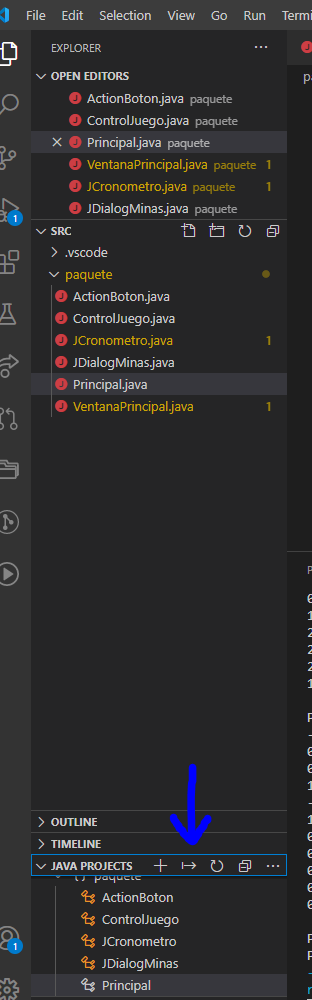 File Edit Selection View Go Run Termi
EXPLORER
OPEN EDITORS
ActionBoton.java paquete
ControlJuego.java paquete
Principal.java paquete
VentanaPrincipal.java paquete 1
JCronometro.java paquete 1
JDialogMinas.java paquete
SRC
.vscode
paquete
ActionBoton.java
ControlJuego.java
JCronometro.java 1
JDialogMinas.java
Principal.java
VentanaPrincipal.java 1
OUTLINE
TIMELINE
JAVA PROJECTS
paquete
ActionBoton
ControlJuego
JCronometro
JDialogMinas
Principal